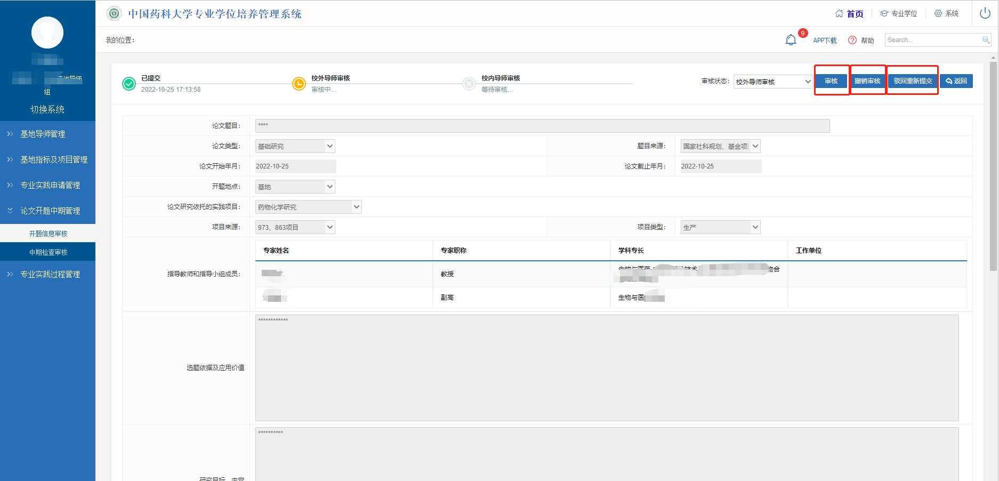 中国药科大学专业学位培养管理系统
首页
专业学位
系统
我的位置：
9
APP下载
帮助
Search...
组
切换系统
基地导师管理
基地指标及项目管理
专业实践申请管理
论文开题中期管理
开题信息审核
中期检查审核
专业实践过程管理
已提交
2022-10-25 17:13:58
校外导师审核
审核中...
校内导师审核
等待审核...
审核状态：
校外导师审核
审核
撤销审核
驳回重新提交
返回
论文题目：
****
论文类型：
基础研究
题目来源：
国家社科规划、基金项
论文开始年月：
2022-10-25
论文截止年月：
2022-10-25
开题地点：
基地
论文研究依托的实践项目：
药物化学研究
项目来源：
973、863项目
项目类型：
生产
指导教师和指导小组成员：
专家姓名 专家职称 学科专长 工作单位
教授
生物与医药
技术
物合
副高
生物与医
选题依据及应用价值
************
研究目标、内容
**********